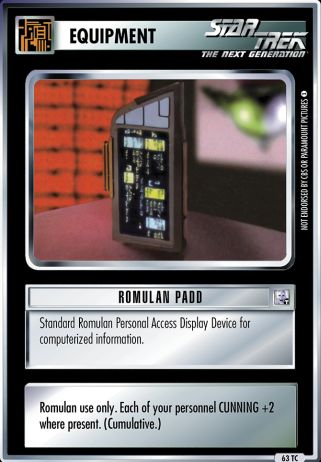 EQUIPMENT
STAR TREK
THE NEXT GENERATION
NOT ENDORSED BY CBS OR PARAMOUNT PICTURES
ROMULAN PADD
Standard Romulan Personal Access Display Device for
computerized information.
Romulan use only. Each of your personnel CUNNING +2
where present. (Cumulative.)
63 TC